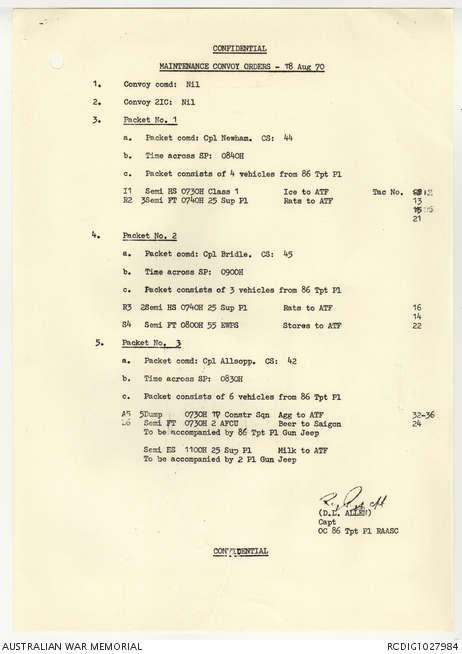 CONFIDENTIAL
MAINTENANCE CONVOY ORDERS - 18 Aug 70
1. Convoy comd: Nil
2. Convoy 2IC: Nil
3. Packet No. 1
a. Packet comd: Cpl Newham. CS: 44
b. Time across SP: 0840H
c. Packet consists of 4 vehicles from 86 Tpt Pl
I1 Semi HS 0730H Class 1 Ice to ATF Tac No. 12
R2 3Semi FT 0740H 25 Sup Pl Rats to ATF 13
15
21
4. Packet No. 2
a. Packet comd: Cpl Bridle. CS: 45
b. Time across SP: 0900H
c. Packet consists of 3 vehicles from 86 Tpt Pl
R3 2Semi HS 0740H 25 Sup Pl Rats to ATF 16
14
S4 Semi FT 0800H 55 EWPS Stores to ATF 22
5. Packet No. 3
a. Packet comd: Cpl Allsopp. CS: 42
b. Time across SP: 0830H
c. Packet consists of 6 vehicles from 86 Tpt Pl
A5 5Dump 0730H 17 Constr Sqn Agg to ATF 32-36
Semi FT 0730H 2 AFCU Beer to Saigon 24
To be accompanied by 86 Tpt Pl Gun Jeep
Semi ES 1100H 25 Sup Pl Milk to ATF
To be accompanied by 2 Pl Gun Jeep
(D.L. ALLEN)
Capt
OC 86 Tpt Pl RAASC
CONFIDENTIAL
AUSTRALIAN WAR MEMORIAL RCDIG1027984